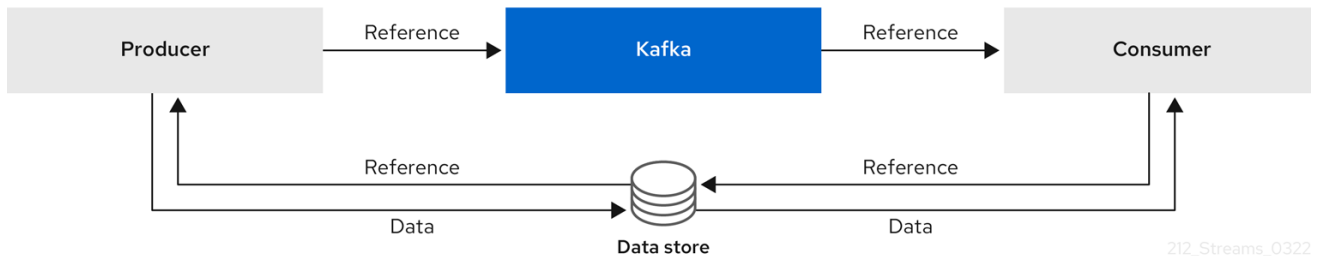 Reference
Reference
Producer
Kafka
Consumer
Reference
Reference
Data
Data
Data store
212_Streams_0322